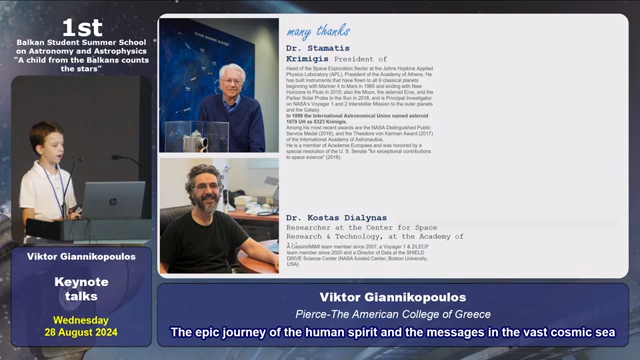 1st
Balkan Student Summer School
on Astronomy and Astrophysics
"A child from the Balkans counts
the stars"
many thanks
Dr. Stamatis
Krimigis President of
Head of the Space Exploration Sector at the Johns Hopkins Applied
Physics Laboratory (APL), President of the Academy of Athens. He
has built instruments that have flown to all 9 classical planets
beginning with Mariner 4 to Mars in 1965 and ending with New
Horizons to Pluto in 2015; also the Moon, the asteroid Eros, and the
Parker Solar Probe to the Sun in 2018, and is Principal Investigator
on NASA's Voyager 1 and 2 Interstellar Mission to the outer planets
and the Galaxy.
In 1999 the International Astronomical Union named asteroid
1979 UH as 8323 Krimigis.
Among his most recent awards are the NASA Distinguished Public
Service Medal (2018), and the Theodore von Karman Award (2017)
of the International Academy of Astronautics.
He is a member of Academia Europaea and was honored by a
special resolution of the U. S. Senate "for exceptional contributions
to space science" (2018).
Dr. Kostas Dialynas
Researcher at the Center for Space
Research & Technology, at the Academy of
A Cassini/MIMI team member since 2007, a Voyager 1 & 2/LECP
team member since 2020 and a Director of Data at the SHIELD
DRIVE Science Center (NASA funded Center; Boston University,
USA)
hp
Viktor Giannikopoulos
Keynote
talks
Wednesday
28 August 2024
Viktor Giannikopoulos
Pierce-The American College of Greece
The epic journey of the human spirit and the messages in the vast cosmic sea